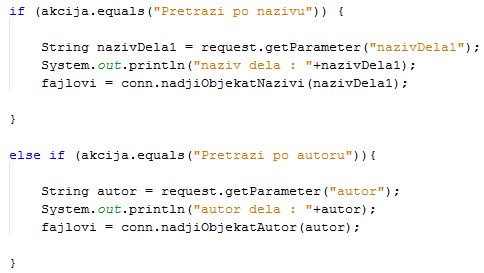 if (akcija.equals("Pretrazi po nazivu")) {
String nazivDela1 = request.getParameter("nazivDela1");
System.out.println("naziv dela : "+nazivDela1);
fajlovi = conn.nadjiObjekatNazivi(nazivDela1);
}
else if (akcija.equals("Pretrazi po autoru")){
String autor = request.getParameter("autor");
System.out.println("autor dela : "+autor);
fajlovi = conn.nadjiObjekatAutor(autor);
}